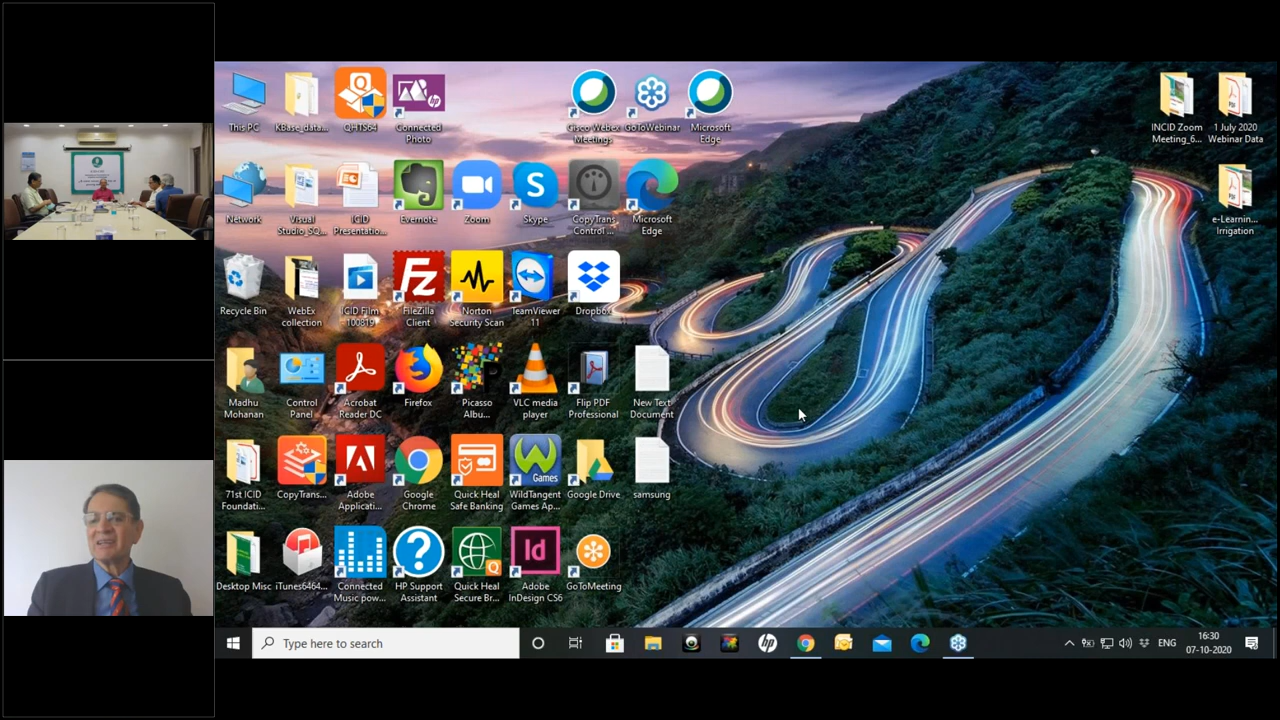 This PC
KBase_data...
QH1S64
Connected
Photo
Cisco Webex
Meetings
GoToWebinar
Microsoft
Edge
INCID Zoom
Meeting_6...
1 July 2020
Webinar Data
Network
Visual
Studio_SQ...
ICID
Presentatio...
Evernote
Zoom
Skype
CopyTrans
Control ...
Microsoft
Edge
e-Learnin...
Irrigation
Recycle Bin
WebEx
collection
ICID Film
100819
FileZilla
Client
Norton
Security Scan
TeamViewer
11
Dropbox
Madhu
Mohanan
Control
Panel
Acrobat
Reader DC
Firefox
Picasso
Albu...
VLC media
player
Flip PDF
Professional
New Text
Document
71st ICID
Foundati...
CopyTrans...
Adobe
Applicati...
Google
Chrome
Quick Heal
Safe Banking
Games
WildTangent
Games Ap...
Google Drive
samsung
Desktop Misc
iTunes6464...
Connected
Music pow...
HP Support
Assistant
Quick Heal
Secure Br...
Id
Adobe
InDesign CS6
GoToMeeting
Type here to search
hp
ENG
16:30
07-10-2020